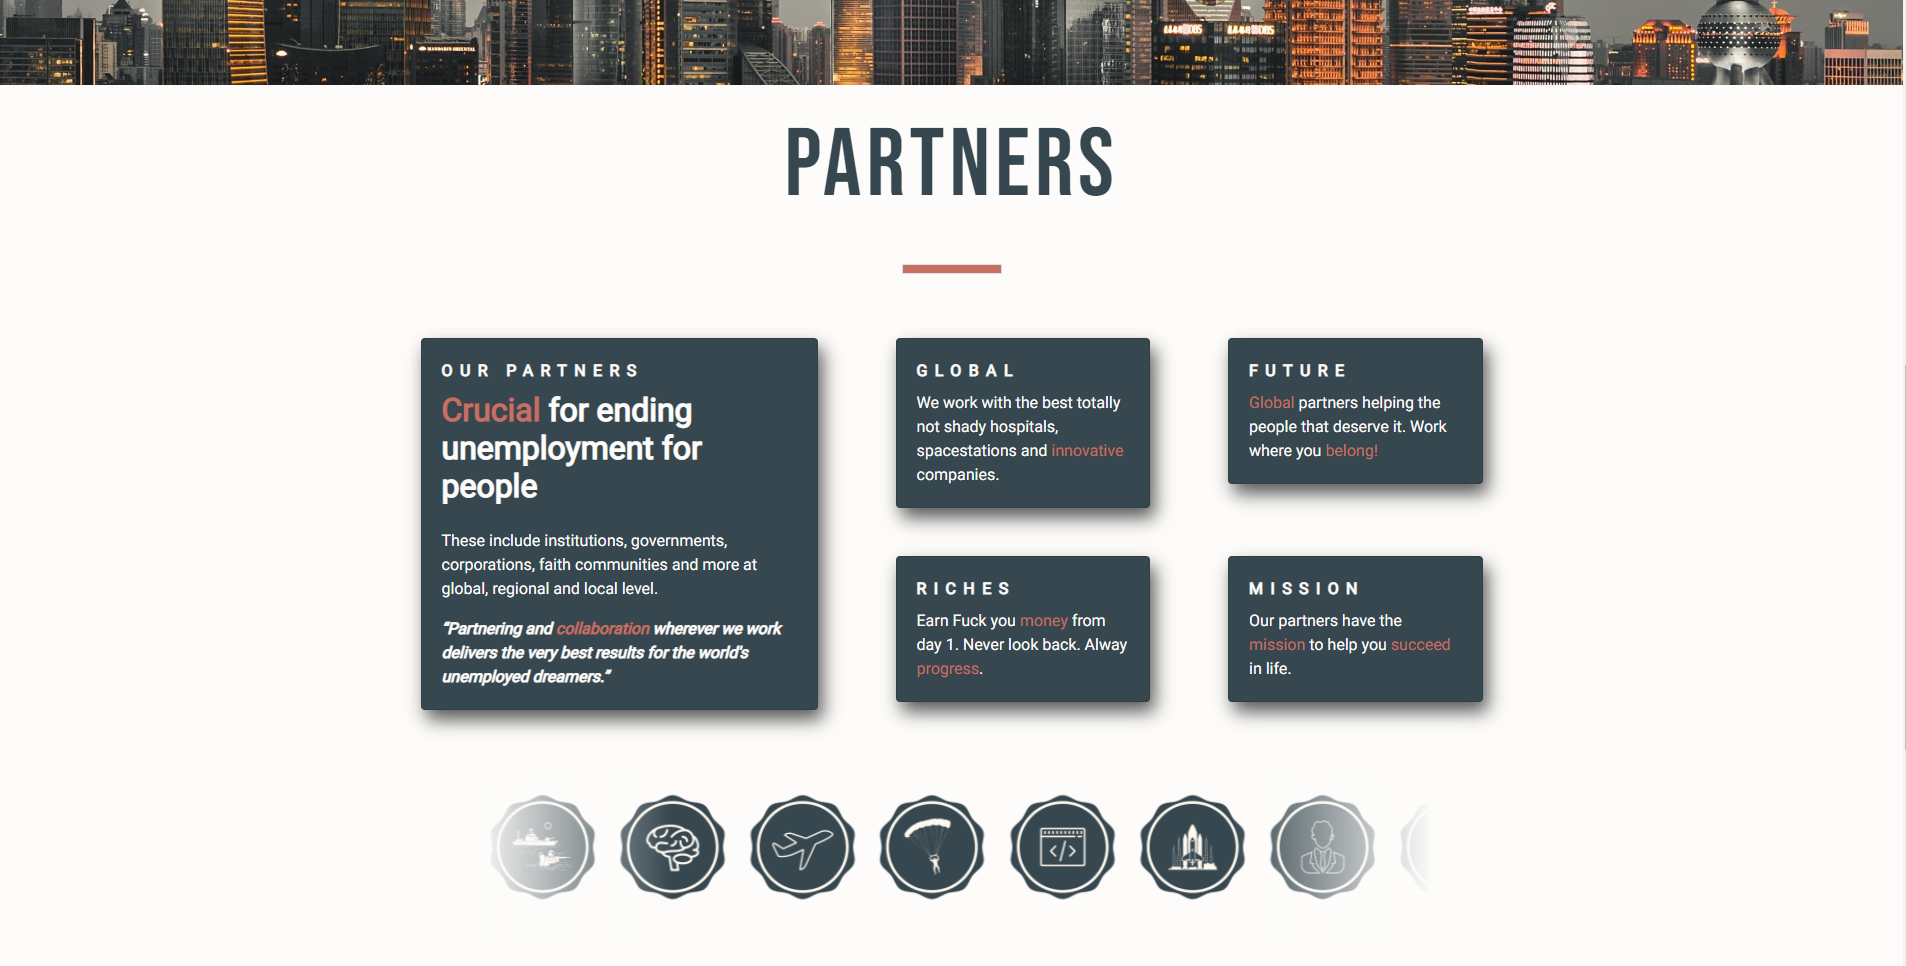 MANDARIN ORIENTAL
DBS
DBS
PARTNERS
OUR PARTNERS
Crucial for ending
unemployment for
people
These include institutions, governments,
corporations, faith communities and more at
global, regional and local level.
“Partnering and collaboration wherever we work
delivers the very best results for the world's
unemployed dreamers.”
GLOBAL
We work with the best totally
not shady hospitals,
spacestations and innovative
companies.
FUTURE
Global partners helping the
people that deserve it. Work
where you belong!
RICHES
Earn Fuck you money from
day 1. Never look back. Alway
progress.
MISSION
Our partners have the
mission to help you succeed
in life.